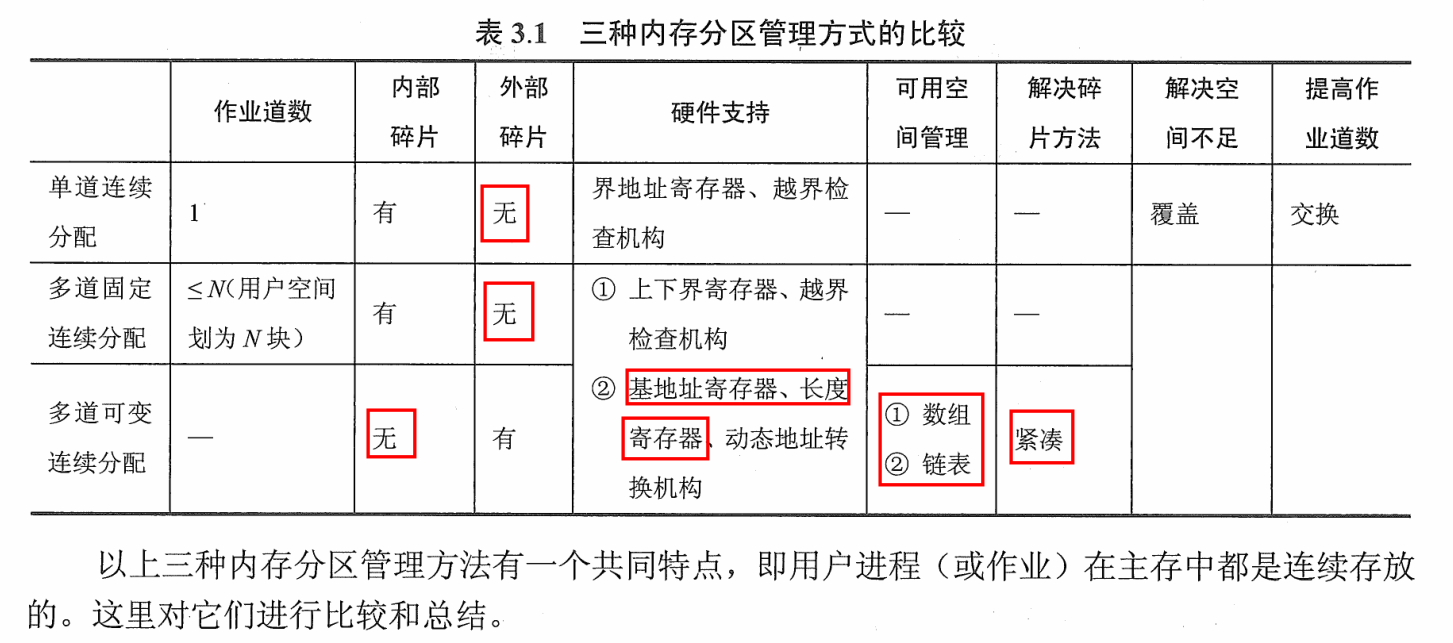 表 3.1 三种内存分区管理方式的比较
作业道数 内部碎片 外部碎片 硬件支持 可用空间管理 解决碎片方法 解决空间不足 提高作业道数
单道连续分配 1 有 无 界地址寄存器、越界检查机构 — — 覆盖 交换
多道固定连续分配 ≤N(用户空间划为N块) 有 无 ① 上下界寄存器、越界检查机构 — —
多道可变连续分配 — 无 有 ② 基地址寄存器、长度寄存器、动态地址转换机构 ① 数组 ② 链表 紧凑
以上三种内存分区管理方法有一个共同特点，即用户进程（或作业）在主存中都是连续存放
的。这里对它们进行比较和总结。